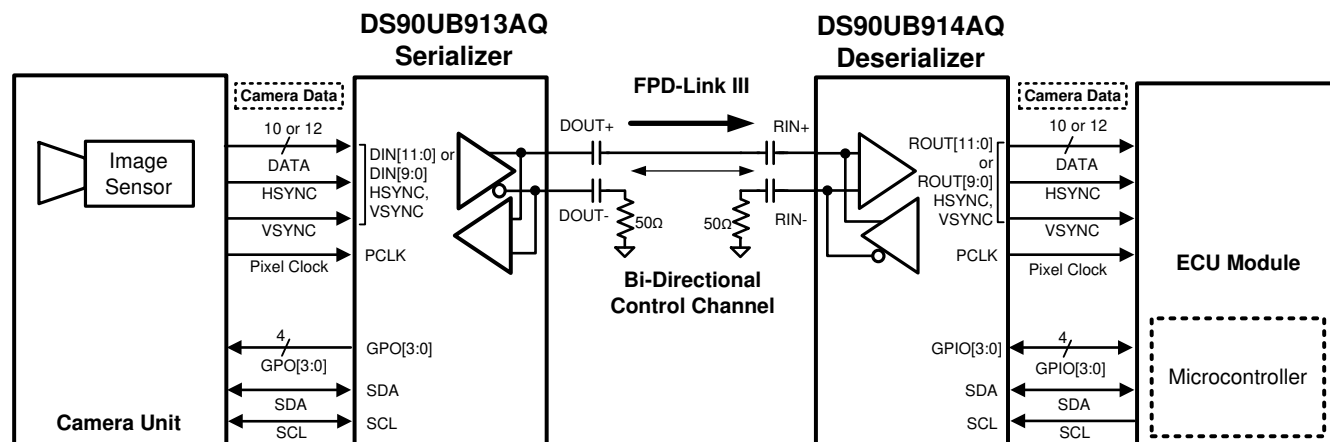 DS90UB913AQ
Serializer
DS90UB914AQ
Deserializer
Camera Data
FPD-Link III
Camera Data
10 or 12
DATA
HSYNC
VSYNC
Pixel Clock
Image
Sensor
DIN[11:0] or
DIN[9:0]
HSYNC,
VSYNC
PCLK
DOUT+
DOUT-
50Ω
RIN+
RIN-
50Ω
Bi-Directional
Control Channel
ROUT[11:0]
or
ROUT[9:0]
HSYNC,
VSYNC
PCLK
10 or 12
DATA
HSYNC
VSYNC
Pixel Clock
ECU Module
Microcontroller
4
GPO[3:0]
GPO[3:0]
SDA
SDA
SCL
SCL
Camera Unit
GPIO[3:0]
4
GPIO[3:0]
SDA
SDA
SCL
SCL